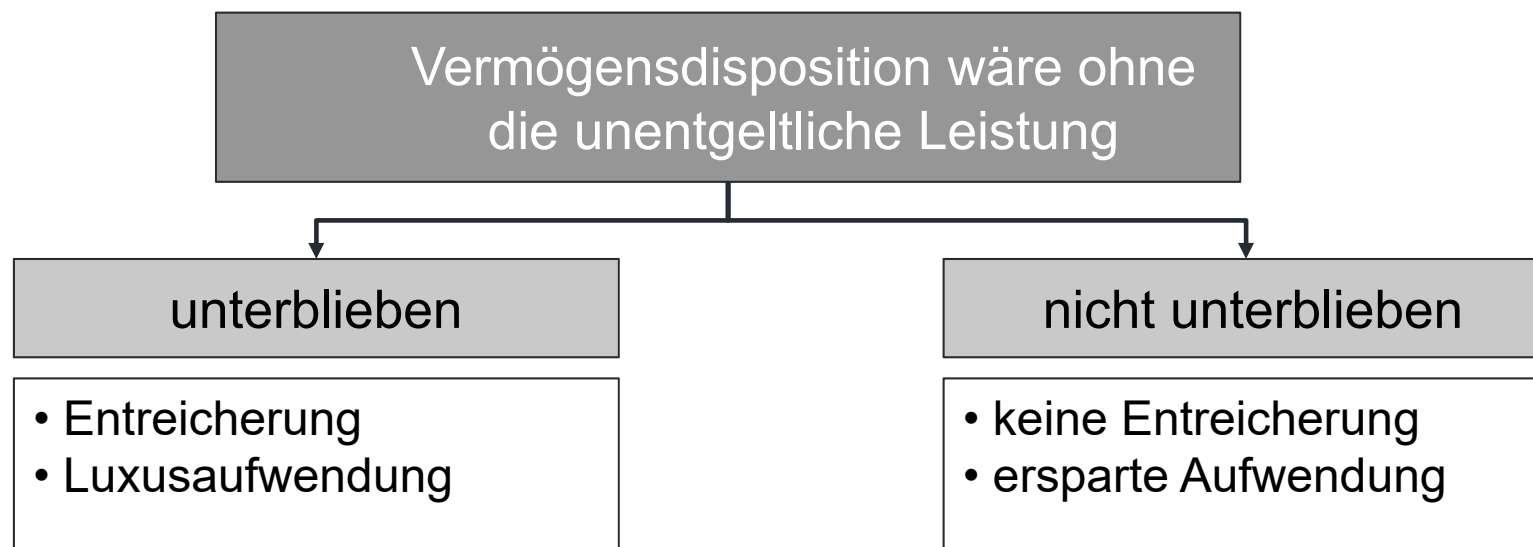 Vermögensdisposition wäre ohne
die unentgeltliche Leistung
unterblieben
• Entreicherung
• Luxusaufwendung
nicht unterblieben
• keine Entreicherung
• ersparte Aufwendung